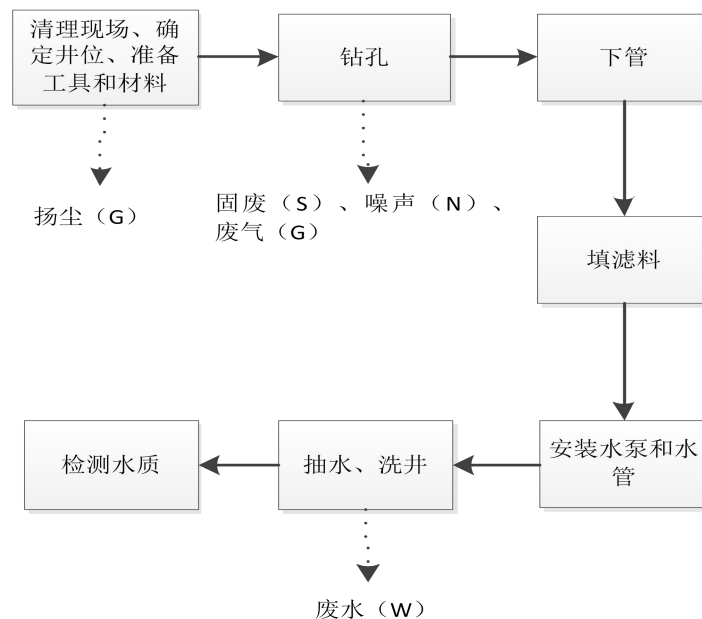 清理现场、确
定井位、准备
工具和材料
钻孔
下管
扬尘（G）
固废（S）、噪声（N）、
废气（G）
填滤料
安装水泵和水
管
抽水、洗井
检测水质
废水（W）